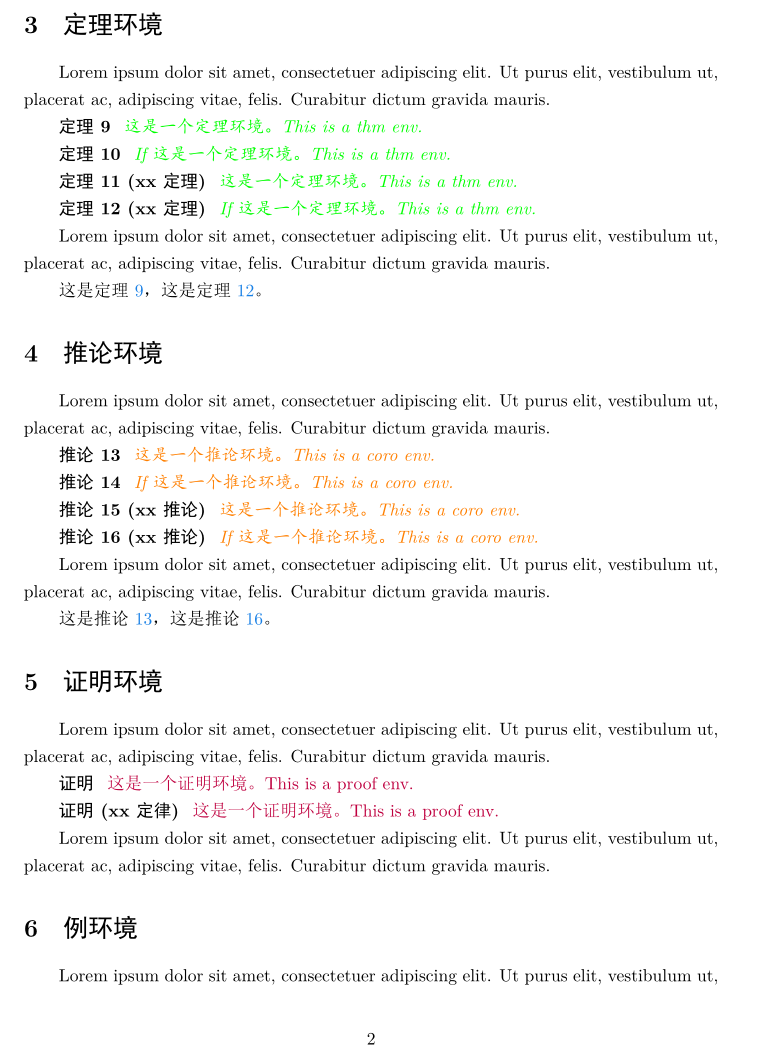 3 定理环境
Lorem ipsum dolor sit amet, consectetuer adipiscing elit. Ut purus elit, vestibulum ut,
placerat ac, adipiscing vitae, felis. Curabitur dictum gravida mauris.
定理 9 这是一个定理环境。This is a thm env.
定理 10 If 这是一个定理环境。This is a thm env.
定理 11 (xx 定理) 这是一个定理环境。This is a thm env.
定理 12 (xx 定理) If 这是一个定理环境。This is a thm env.
Lorem ipsum dolor sit amet, consectetuer adipiscing elit. Ut purus elit, vestibulum ut,
placerat ac, adipiscing vitae, felis. Curabitur dictum gravida mauris.
这是定理 9，这是定理 12。
4 推论环境
Lorem ipsum dolor sit amet, consectetuer adipiscing elit. Ut purus elit, vestibulum ut,
placerat ac, adipiscing vitae, felis. Curabitur dictum gravida mauris.
推论 13 这是一个推论环境。This is a coro env.
推论 14 If 这是一个推论环境。This is a coro env.
推论 15 (xx 推论) 这是一个推论环境。This is a coro env.
推论 16 (xx 推论) If 这是一个推论环境。This is a coro env.
Lorem ipsum dolor sit amet, consectetuer adipiscing elit. Ut purus elit, vestibulum ut,
placerat ac, adipiscing vitae, felis. Curabitur dictum gravida mauris.
这是推论 13，这是推论 16。
5 证明环境
Lorem ipsum dolor sit amet, consectetuer adipiscing elit. Ut purus elit, vestibulum ut,
placerat ac, adipiscing vitae, felis. Curabitur dictum gravida mauris.
证明 这是一个证明环境。This is a proof env.
证明 (xx 定律) 这是一个证明环境。This is a proof env.
Lorem ipsum dolor sit amet, consectetuer adipiscing elit. Ut purus elit, vestibulum ut,
placerat ac, adipiscing vitae, felis. Curabitur dictum gravida mauris.
6 例环境
Lorem ipsum dolor sit amet, consectetuer adipiscing elit. Ut purus elit, vestibulum ut,
2